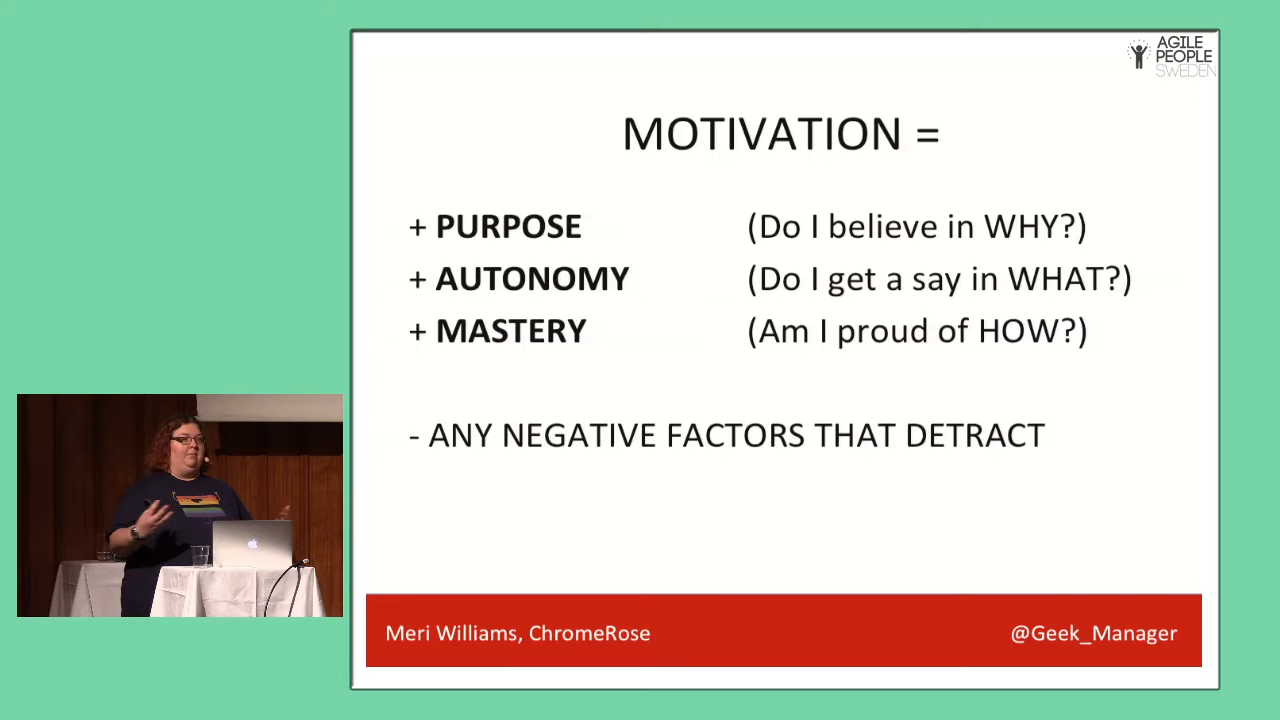 AGILE
PEOPLE
SWEDEN
MOTIVATION =
+ PURPOSE (Do I believe in WHY?)
+ AUTONOMY (Do I get a say in WHAT?)
+ MASTERY (Am I proud of HOW?)
- ANY NEGATIVE FACTORS THAT DETRACT
Meri Williams, ChromeRose @Geek_Manager